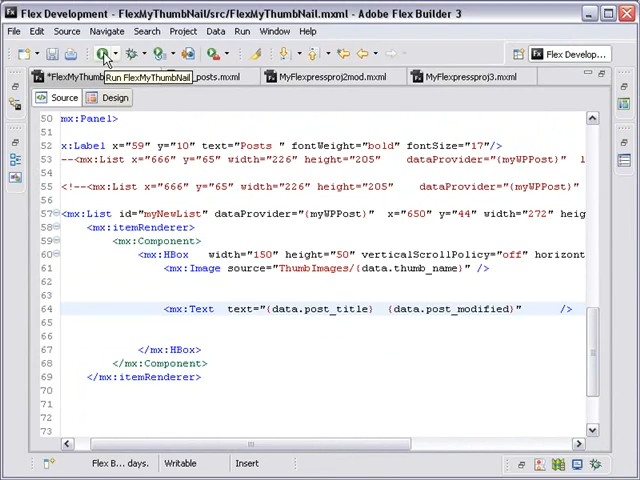 Flex Development - FlexMyThumbNail/src/FlexMyThumbNail.mxml - Adobe Flex Builder 3
File Edit Source Navigate Search Project Data Run Window Help
Flex Develop...
*FlexMyThumb _posts.mxml MyFlexpressproj2mod.mxml MyFlexpressproj3.mxml
Run FlexMyThumbNail
Source Design
50 mx:Panel>
51
52 x:Label x="59" y="10" text="Posts " fontWeight="bold" fontSize="17"/>
53 --<mx:List x="666" y="65" width="226" height="205" dataProvider="{myWPPost}" l
54
55 <!--<mx:List x="666" y="65" width="226" height="205" dataProvider="{myWPPost}"
56
57 <mx:List id="myNewList" dataProvider="{myWPPost}" x="650" y="44" width="272" heig
58 <mx:itemRenderer>
59 <mx:Component>
60 <mx:HBox width="150" height="50" verticalScrollPolicy="off" horizont
61 <mx:Image source="ThumbImages/{data.thumb_name}" />
62
63
64 <mx:Text text="{data.post_title} {data.post_modified}" />
65
66
67 </mx:HBox>
68 </mx:Component>
69 </mx:itemRenderer>
70
71
72
73
Flex B... days. Writable Insert